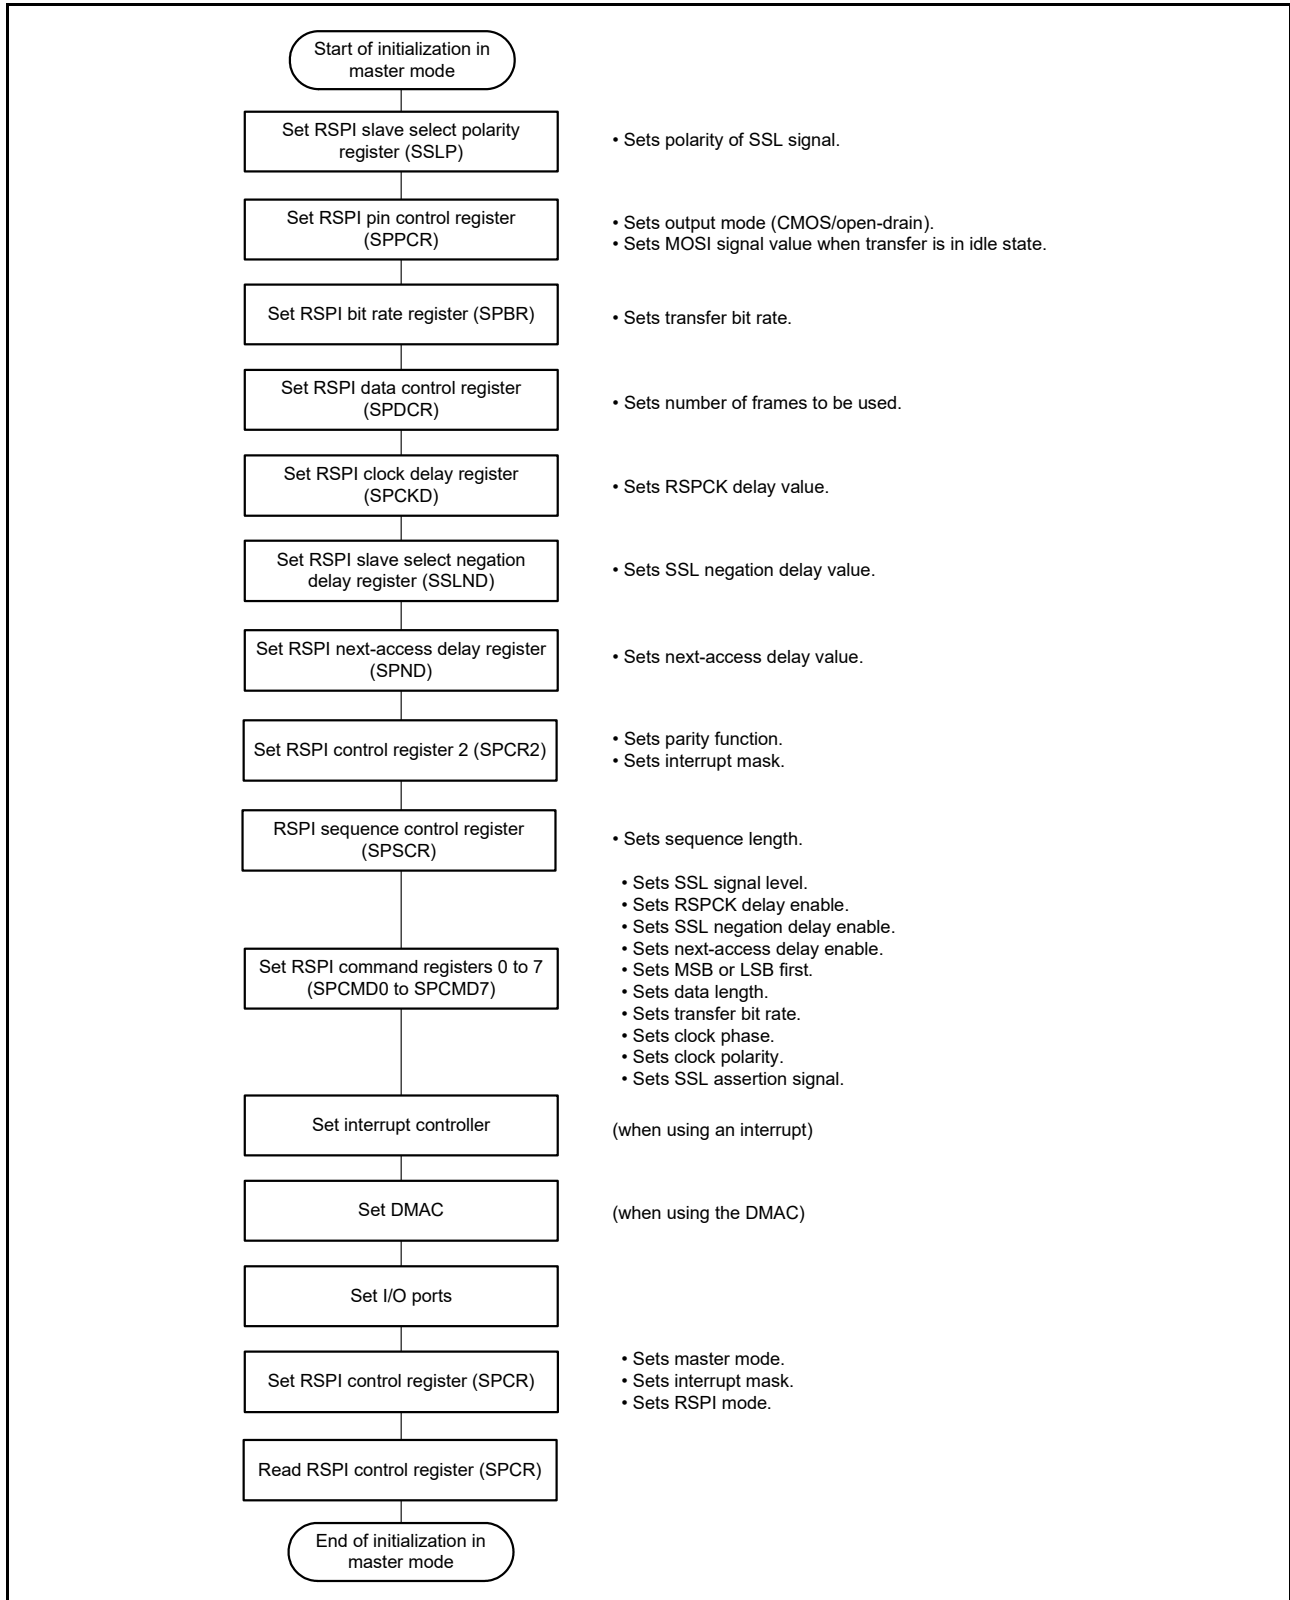 Start of initialization in
master mode
Set RSPI slave select polarity
register (SSLP)
• Sets polarity of SSL signal.
Set RSPI pin control register
(SPPCR)
• Sets output mode (CMOS/open-drain).
• Sets MOSI signal value when transfer is in idle state.
Set RSPI bit rate register (SPBR)
• Sets transfer bit rate.
Set RSPI data control register
(SPDCR)
• Sets number of frames to be used.
Set RSPI clock delay register
(SPCKD)
• Sets RSPCK delay value.
Set RSPI slave select negation
delay register (SSLND)
• Sets SSL negation delay value.
Set RSPI next-access delay register
(SPND)
• Sets next-access delay value.
Set RSPI control register 2 (SPCR2)
• Sets parity function.
• Sets interrupt mask.
RSPI sequence control register
(SPSCR)
• Sets sequence length.
Set RSPI command registers 0 to 7
(SPCMD0 to SPCMD7)
• Sets SSL signal level.
• Sets RSPCK delay enable.
• Sets SSL negation delay enable.
• Sets next-access delay enable.
• Sets MSB or LSB first.
• Sets data length.
• Sets transfer bit rate.
• Sets clock phase.
• Sets clock polarity.
• Sets SSL assertion signal.
Set interrupt controller
(when using an interrupt)
Set DMAC
(when using the DMAC)
Set I/O ports
Set RSPI control register (SPCR)
• Sets master mode.
• Sets interrupt mask.
• Sets RSPI mode.
Read RSPI control register (SPCR)
End of initialization in
master mode